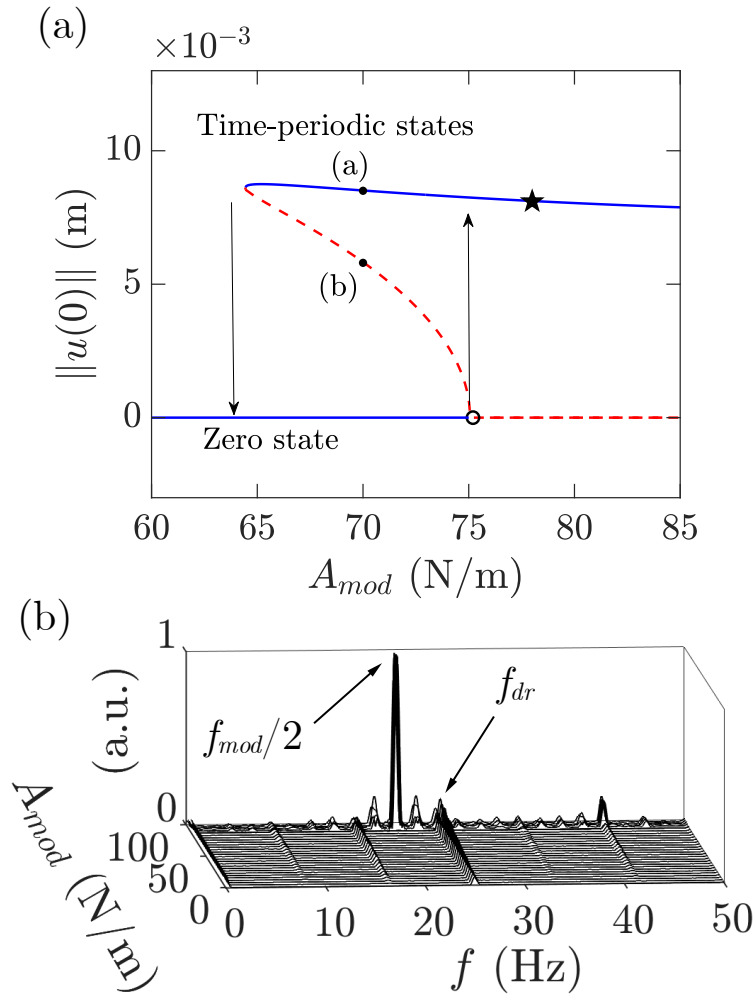 (a)
×10⁻³
Time-periodic states
(a)
(b)
Zero state
10
5
0
||u(0)|| (m)
60 65 70 75 80 85
A_mod (N/m)
(b)
1
0
(a.u.)
f_mod/2
f_dr
100
50
0
A_mod (N/m)
0 10 20 30 40 50
f (Hz)